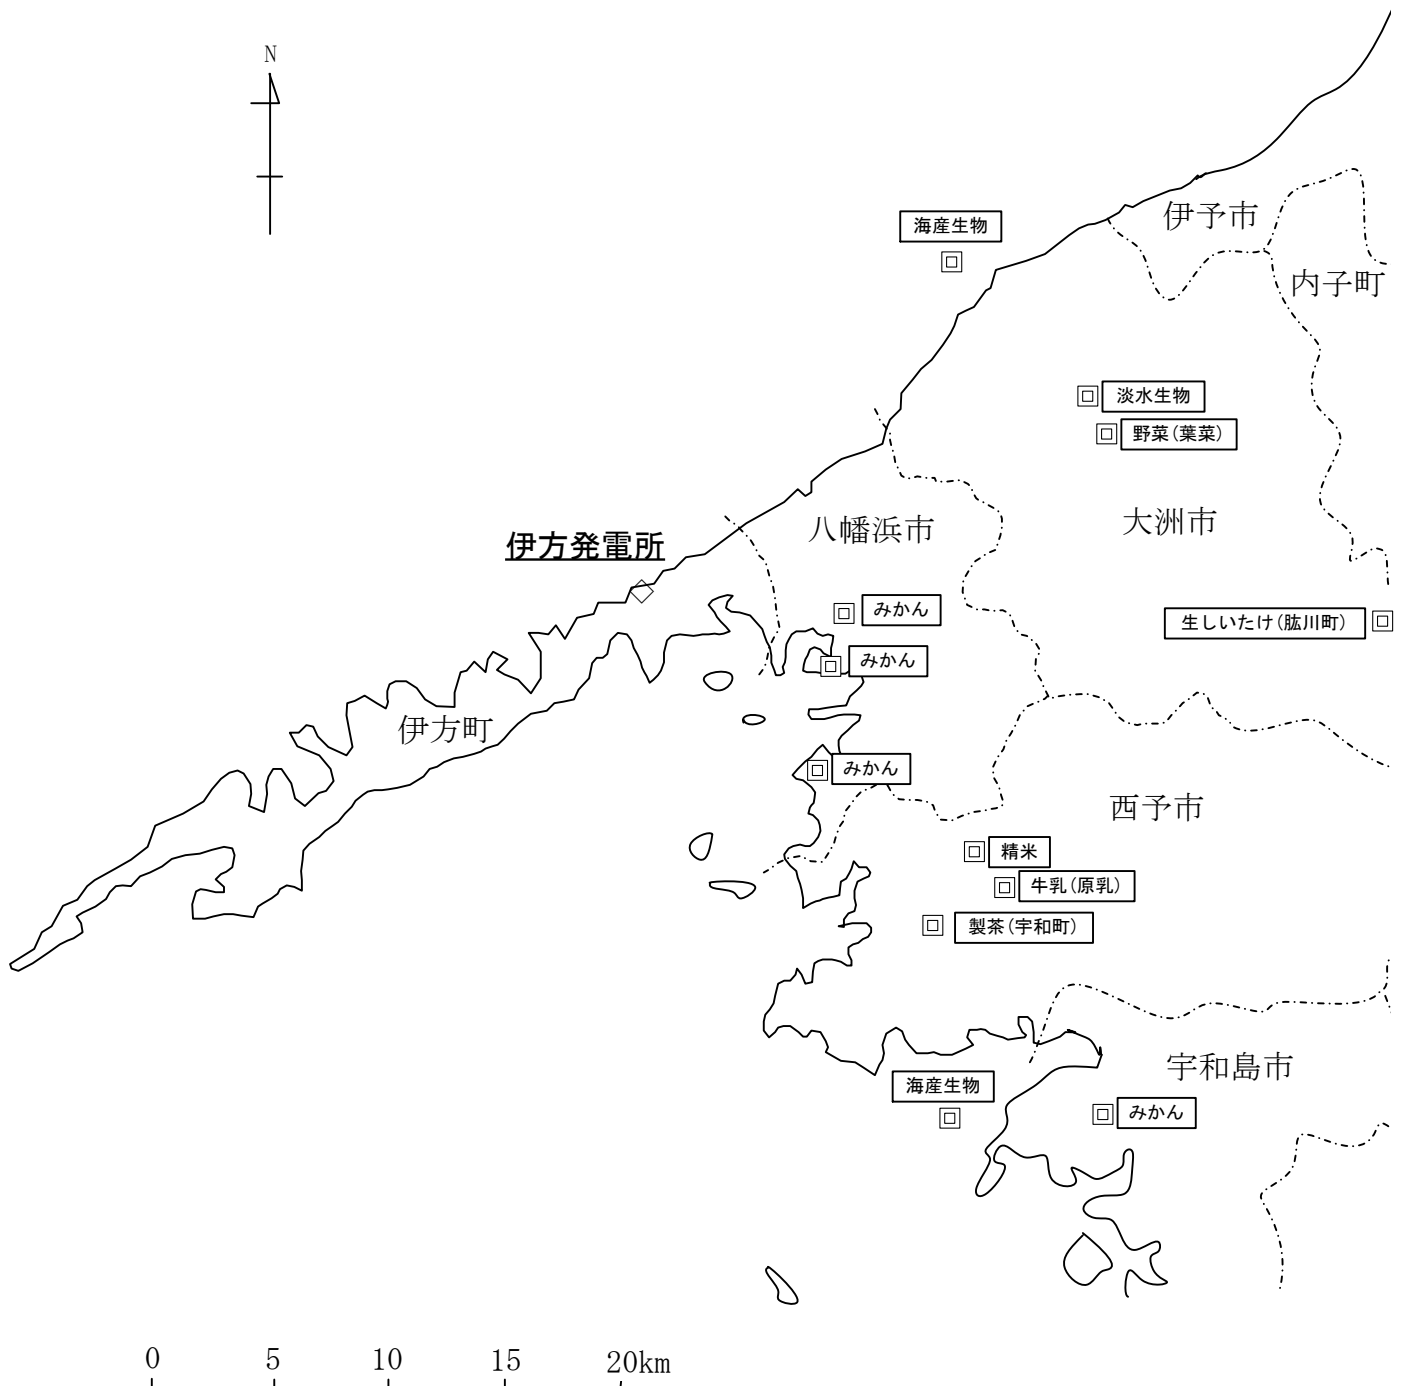 N
伊予市
海産生物
内子町
淡水生物
野菜(葉菜)
大洲市
八幡浜市
伊方発電所
みかん
生しいたけ(肱川町)
みかん
伊方町
みかん
西予市
精米
牛乳(原乳)
製茶(宇和町)
宇和島市
海産生物
みかん
0 5 10 15 20km